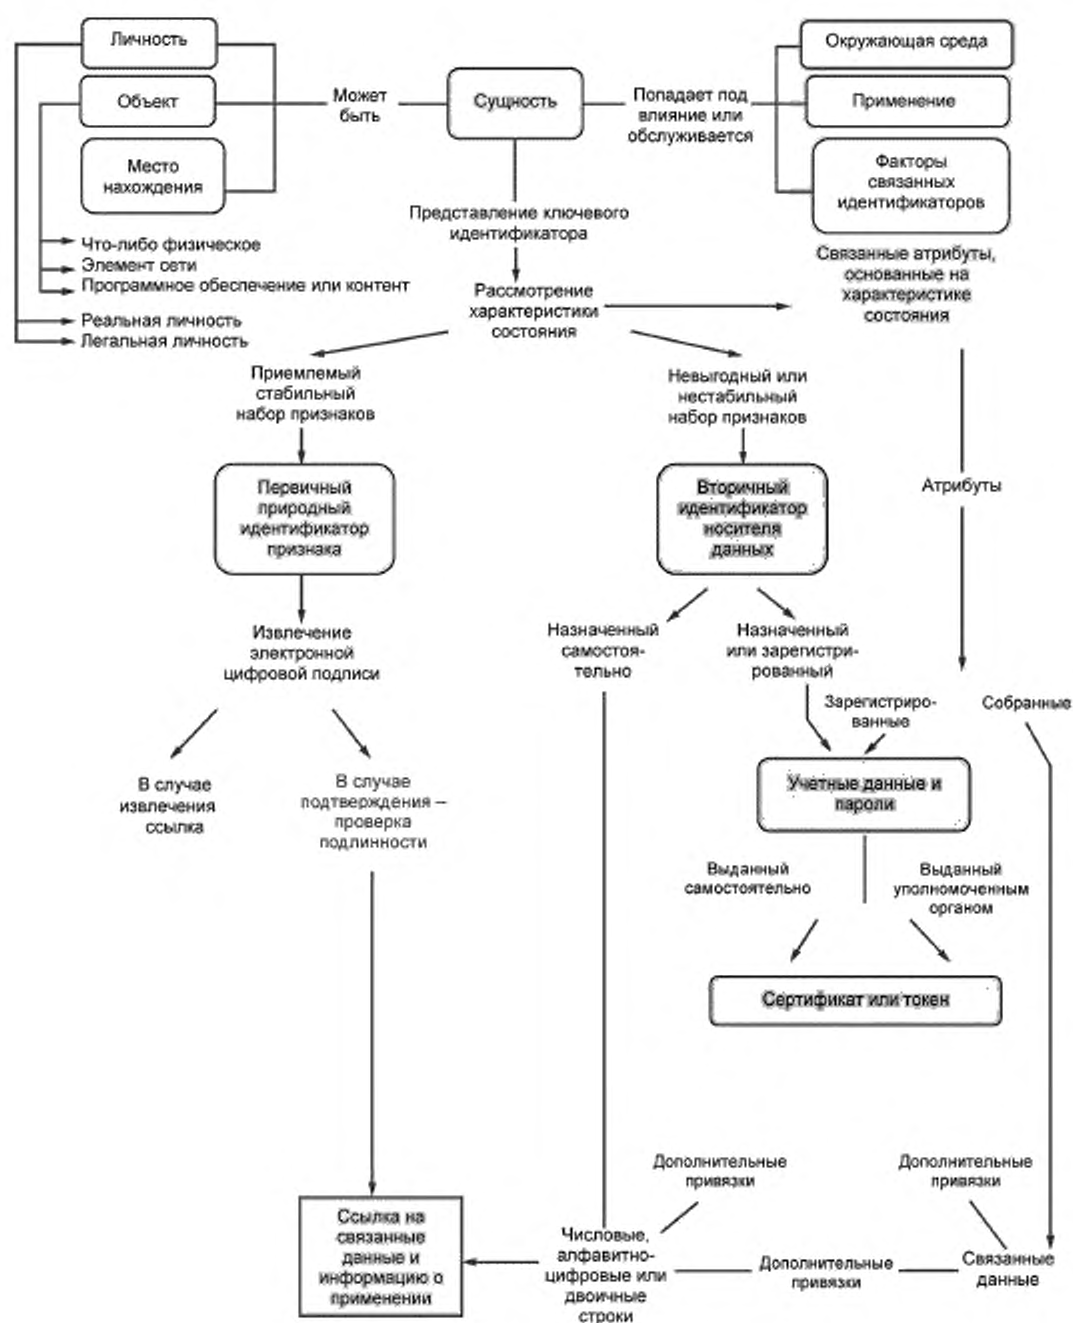 Личность
Объект
Место
нахождения
Может
быть
Сущность
Попадает под
влияние или
обслуживается
Окружающая среда
Применение
Факторы
связанных
идентификаторов
Что-либо физическое
Элемент сети
Программное обеспечение или контент
Реальная личность
Легальная личность
Представление ключевого
идентификатора
Рассмотрение
характеристики
состояния
Связанные атрибуты,
основанные на
характеристике
состояния
Приемлемый
стабильный
набор признаков
Невыгодный или
нестабильный
набор признаков
Первичный
природный
идентификатор
признака
Вторичный
идентификатор
носителя
данных
Атрибуты
Извлечение
электронной
цифровой подписи
Назначенный
самостоя-
тельно
Назначенный
или зарегистри-
рованный
Зарегистриро-
ванные
Собранные
В случае
извлечения
ссылка
В случае
подтверждения –
проверка
подлинности
Учетные данные и
пароли
Выданный
самостоятельно
Выданный
уполномоченным
органом
Сертификат или токен
Дополнительные
привязки
Дополнительные
привязки
Ссылка на
связанные
данные и
информацию о
применении
Числовые,
алфавитно-
цифровые или
двоичные
строки
Дополнительные
привязки
Связанные
данные